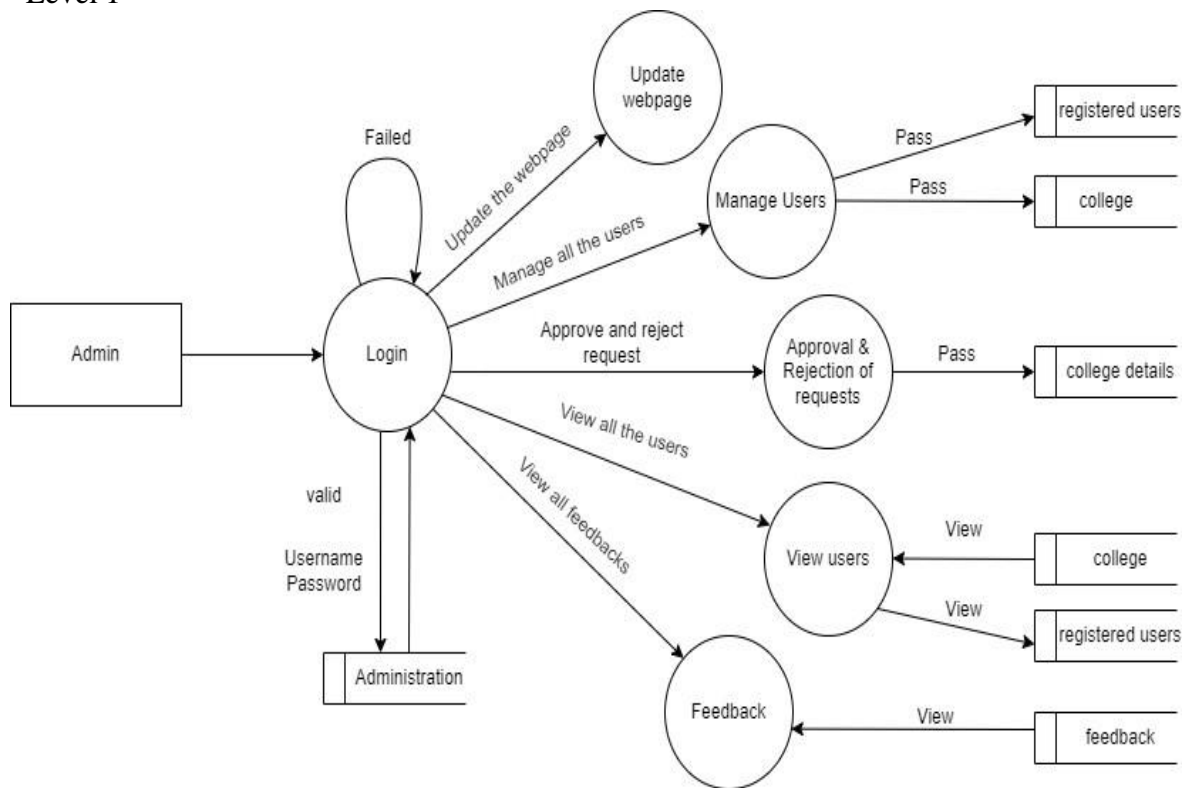 Level 1
Update
webpage
registered users
Failed
Update the webpage
Pass
Manage Users
Pass
college
Manage all the users
Admin
Login
Approve and reject
request
Approval &
Rejection of
requests
Pass
college details
View all the users
valid
View all feedbacks
View users
View
college
Username
Password
View
registered users
Administration
Feedback
View
feedback